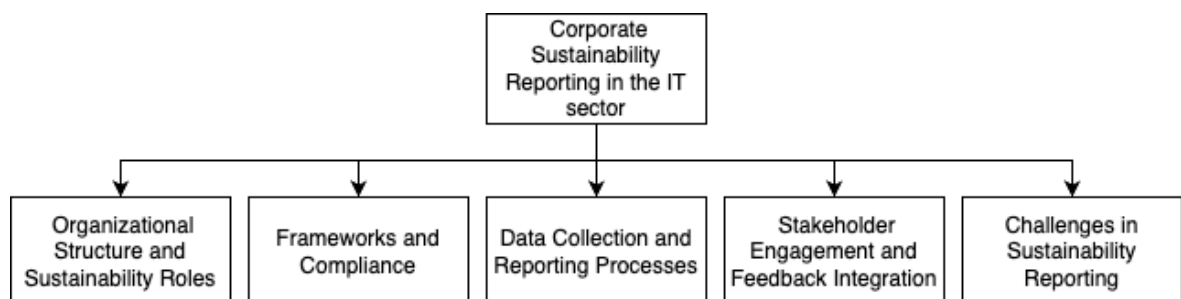 Corporate
Sustainability
Reporting in the IT
sector
Organizational
Structure and
Sustainability Roles
Frameworks and
Compliance
Data Collection and
Reporting Processes
Stakeholder
Engagement and
Feedback Integration
Challenges in
Sustainability
Reporting